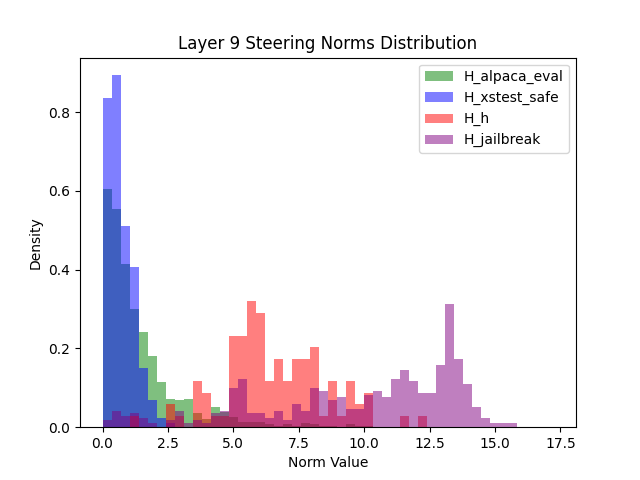 Layer 9 Steering Norms Distribution
H_alpaca_eval
H_xstest_safe
H_h
H_jailbreak
Density
0.8
0.6
0.4
0.2
0.0
0.0 2.5 5.0 7.5 10.0 12.5 15.0 17.5
Norm Value